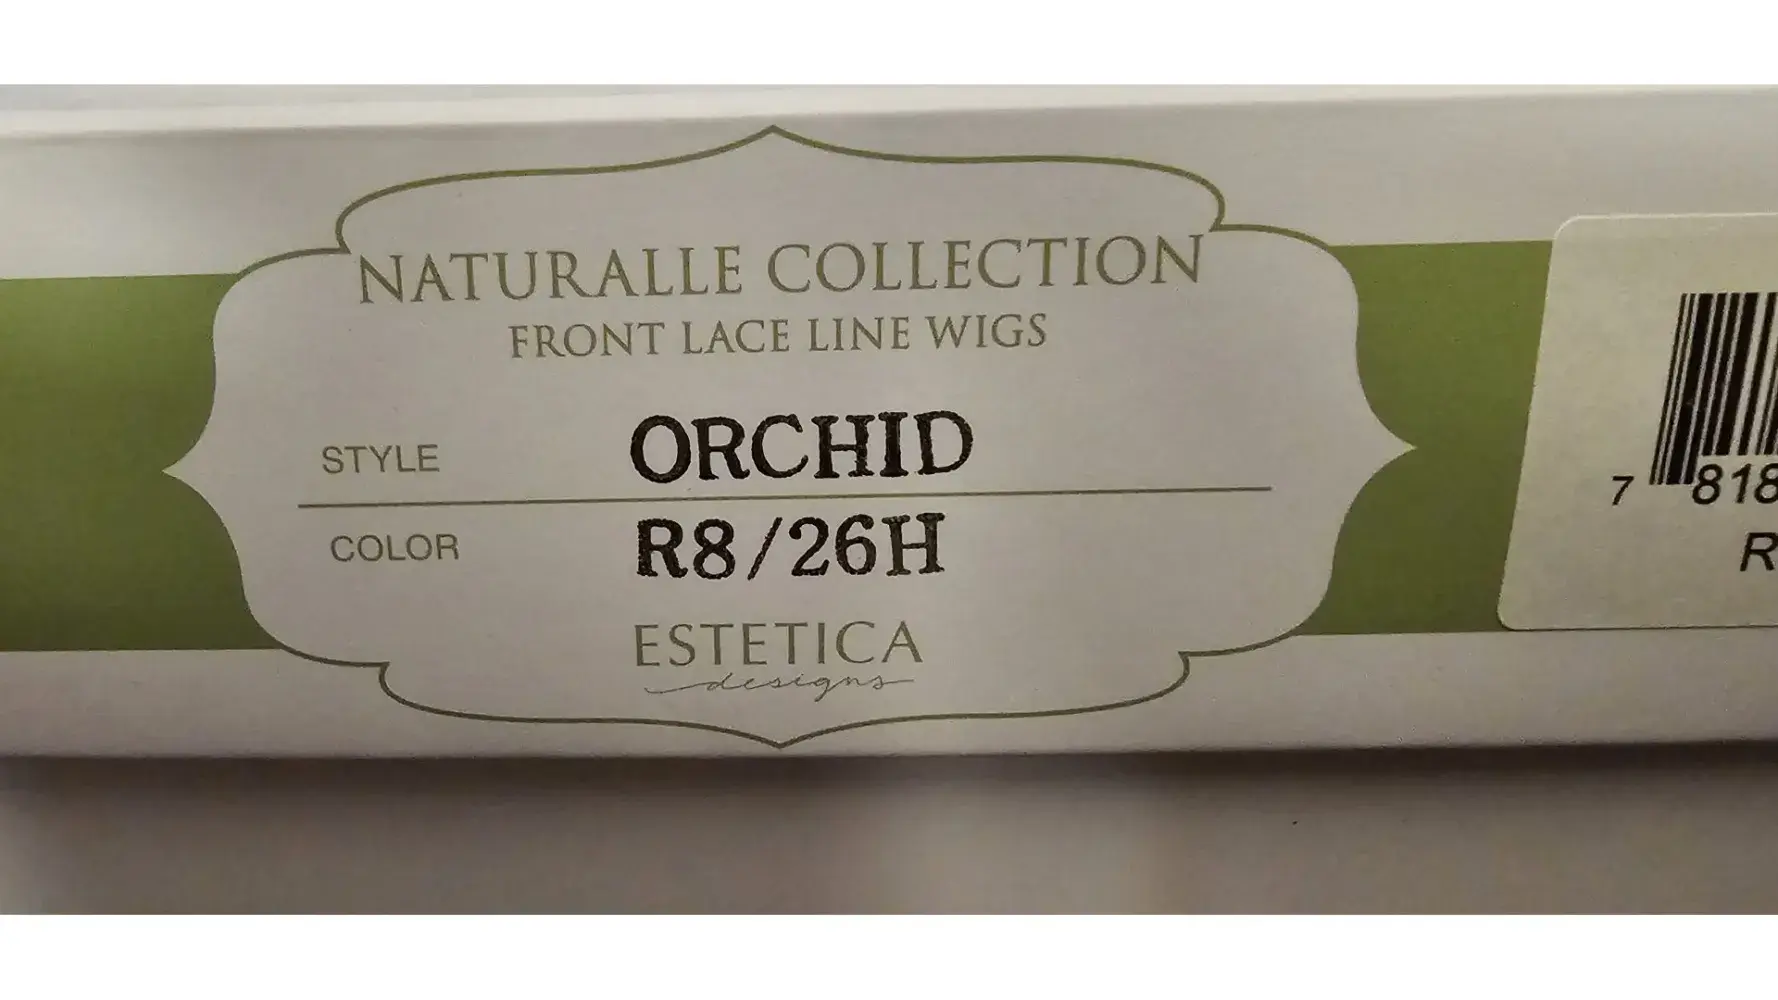 NATURALLE COLLECTION
FRONT LACE LINE WIGS
STYLE ORCHID
COLOR R8/26H
ESTETICA
designs
7 818
R